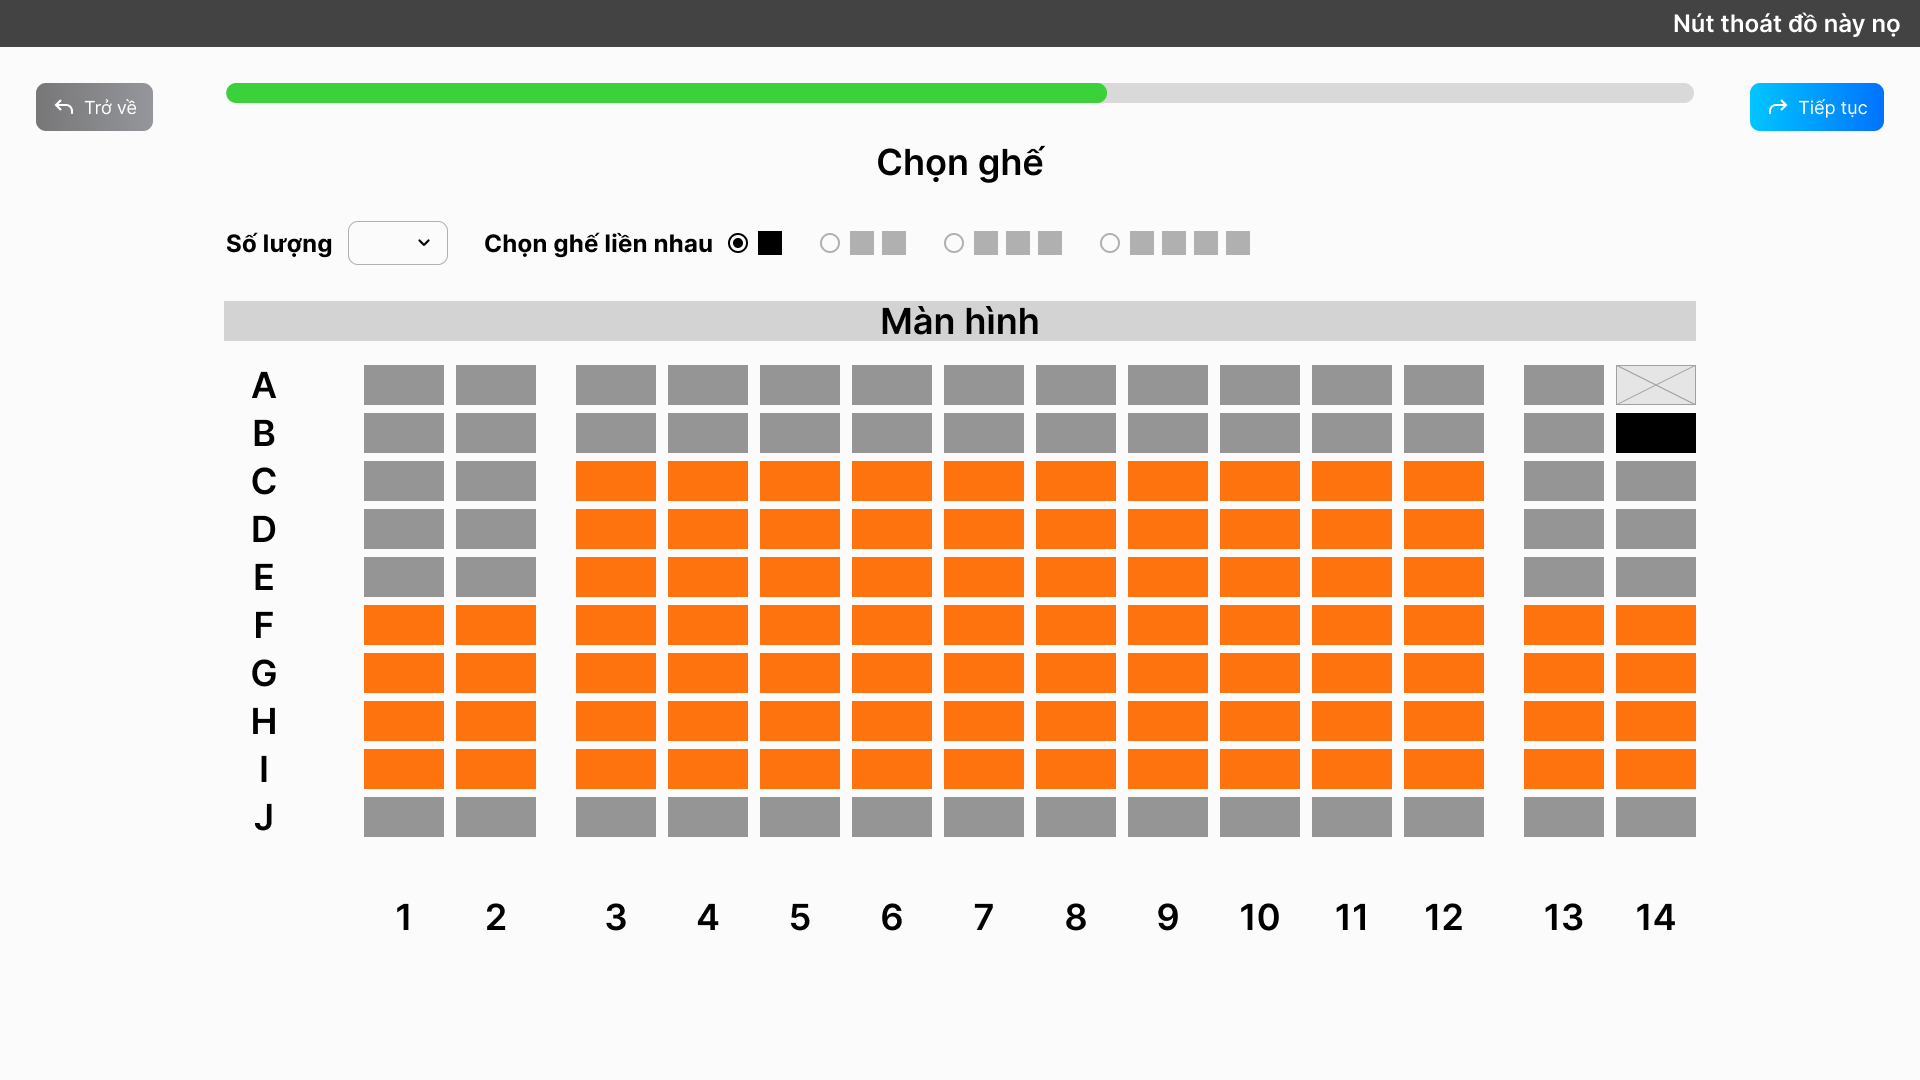 Nút thoát đồ này nọ
Trở về
Tiếp tục
Chọn ghế
Số lượng
Chọn ghế liền nhau
Màn hình
A
B
C
D
E
F
G
H
I
J
1 2 3 4 5 6 7 8 9 10 11 12 13 14